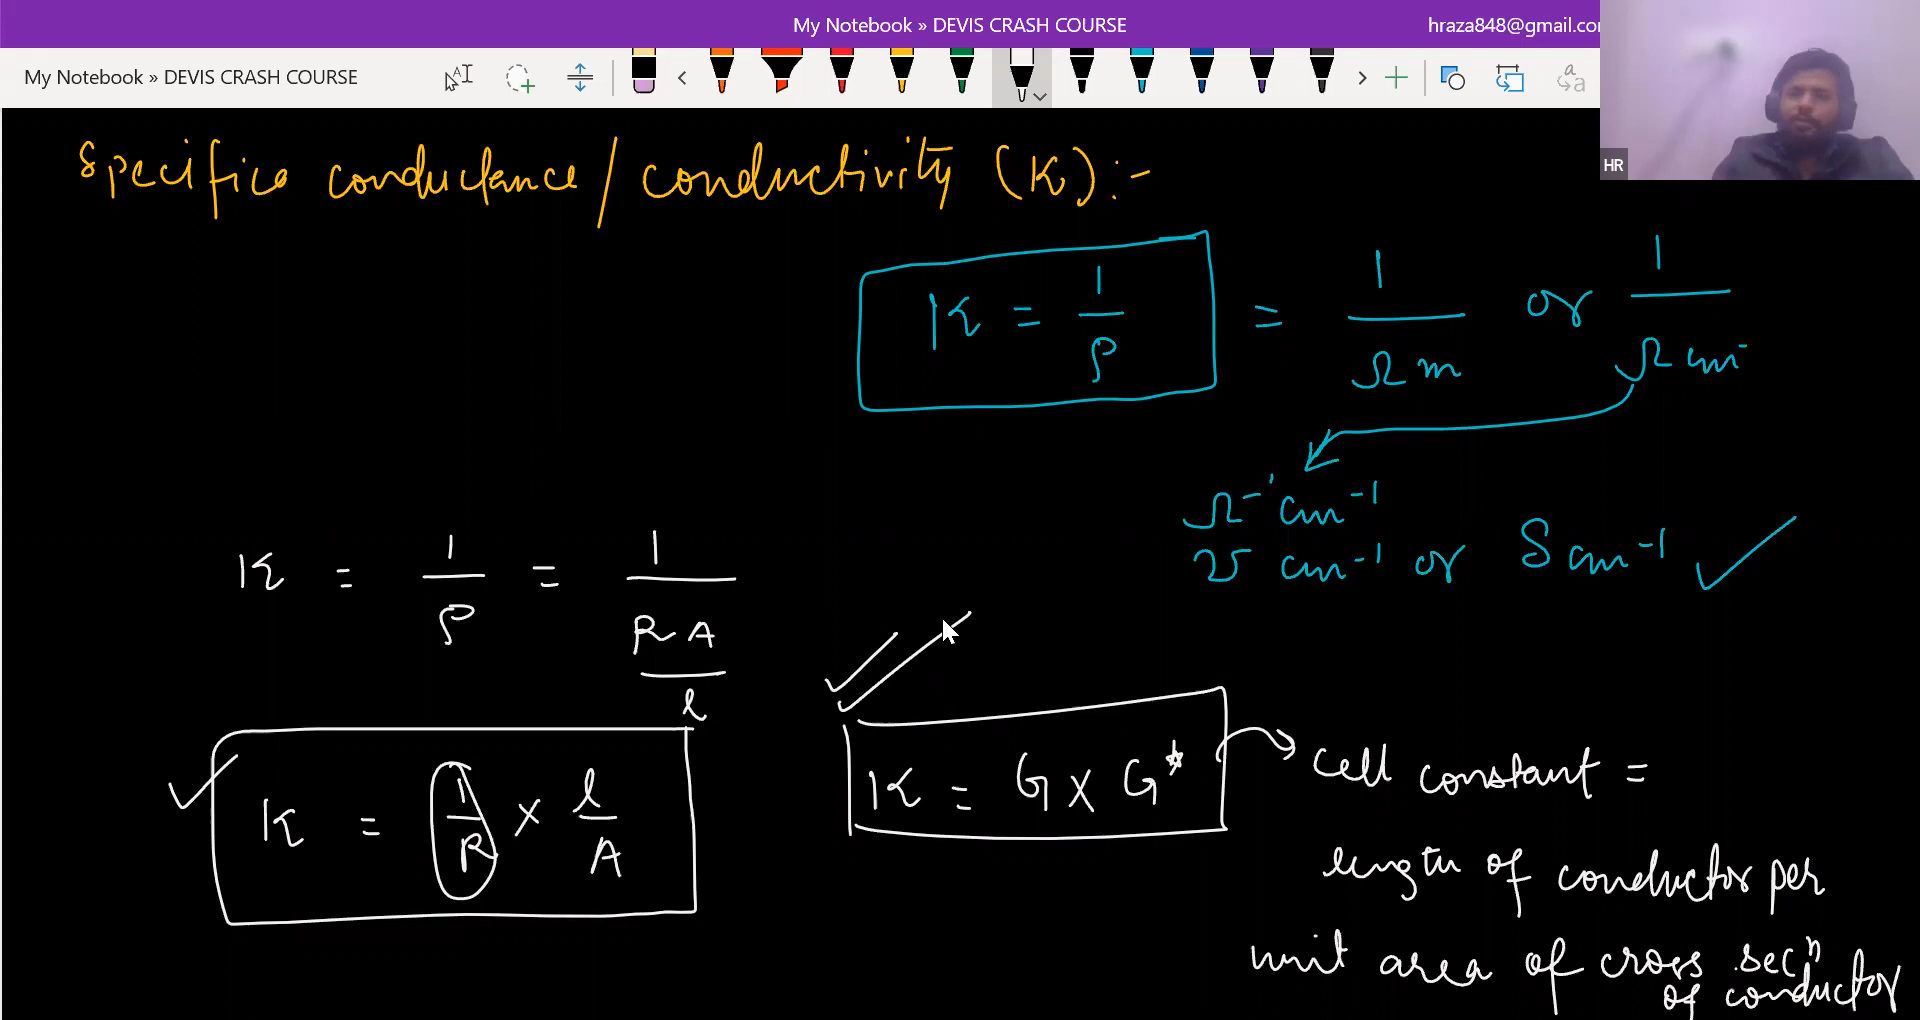 My Notebook » DEVIS CRASH COURSE
hraza848@gmail.co
My Notebook » DEVIS CRASH COURSE
HR
Specific conductance / conductivity (K) :-
K = 1/ρ = 1/Ω m or 1/Ω cm
Ω⁻¹ cm⁻¹
℧ cm⁻¹ or S cm⁻¹
K = 1/ρ = 1/(RA/l)
K = 1/R × l/A
K = G × G*
Cell constant =
length of conductor per
unit area of cross secⁿ
of conductor